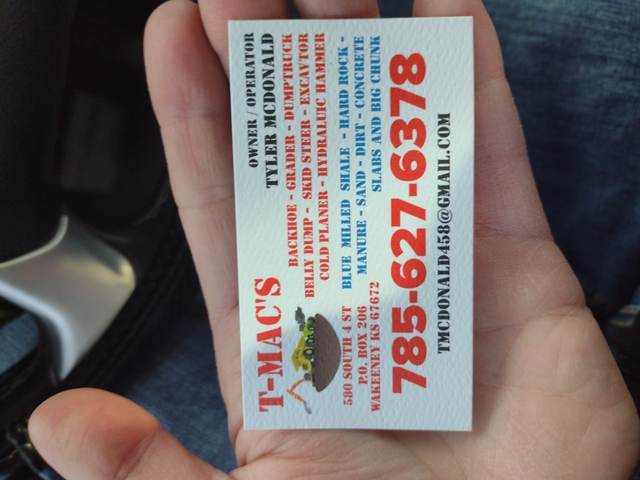 T-MAC'S
OWNER / OPERATOR
TYLER MCDONALD
BACKHOE - GRADER - DUMPTRUCK
BELLY DUMP - SKID STEER - EXCAVTOR
COLD PLANER - HYDRALUIC HAMMER
580 SOUTH 4 ST
P.O. BOX 206
WAKEENEY KS 67672
BLUE MILLED SHALE - HARD ROCK -
MANURE - SAND - DIRT - CONCRETE
SLABS AND BIG CHUNK
785-627-6378
TMCDONALD458@GMAIL.COM